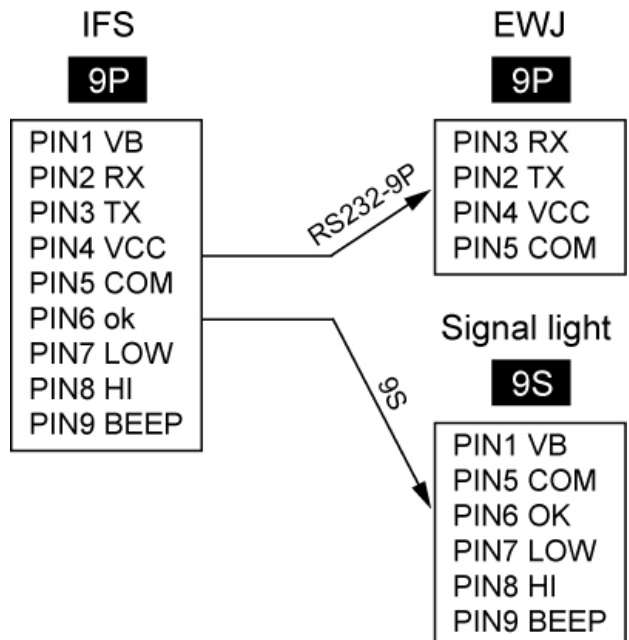 IFS
9P
PIN1 VB
PIN2 RX
PIN3 TX
PIN4 VCC
PIN5 COM
PIN6 ok
PIN7 LOW
PIN8 HI
PIN9 BEEP
RS232-9P
9S
EWJ
9P
PIN3 RX
PIN2 TX
PIN4 VCC
PIN5 COM
Signal light
9S
PIN1 VB
PIN5 COM
PIN6 OK
PIN7 LOW
PIN8 HI
PIN9 BEEP